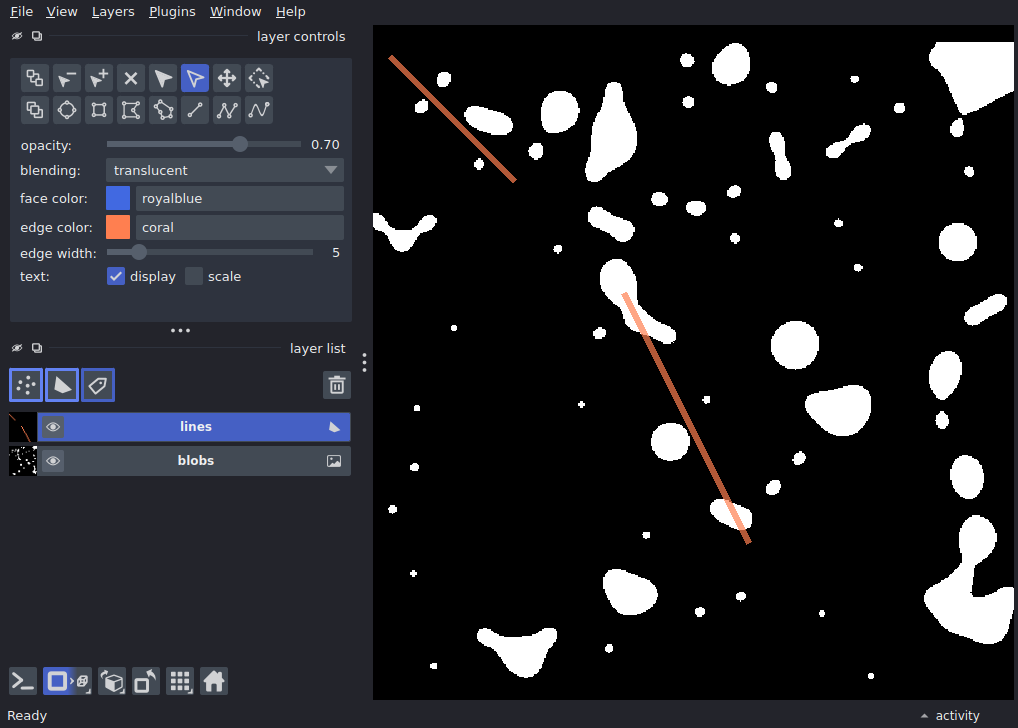 File View Layers Plugins Window Help
layer controls
opacity: 0.70
blending: translucent
face color: royalblue
edge color: coral
edge width: 5
text: display scale
layer list
lines
blobs
Ready activity